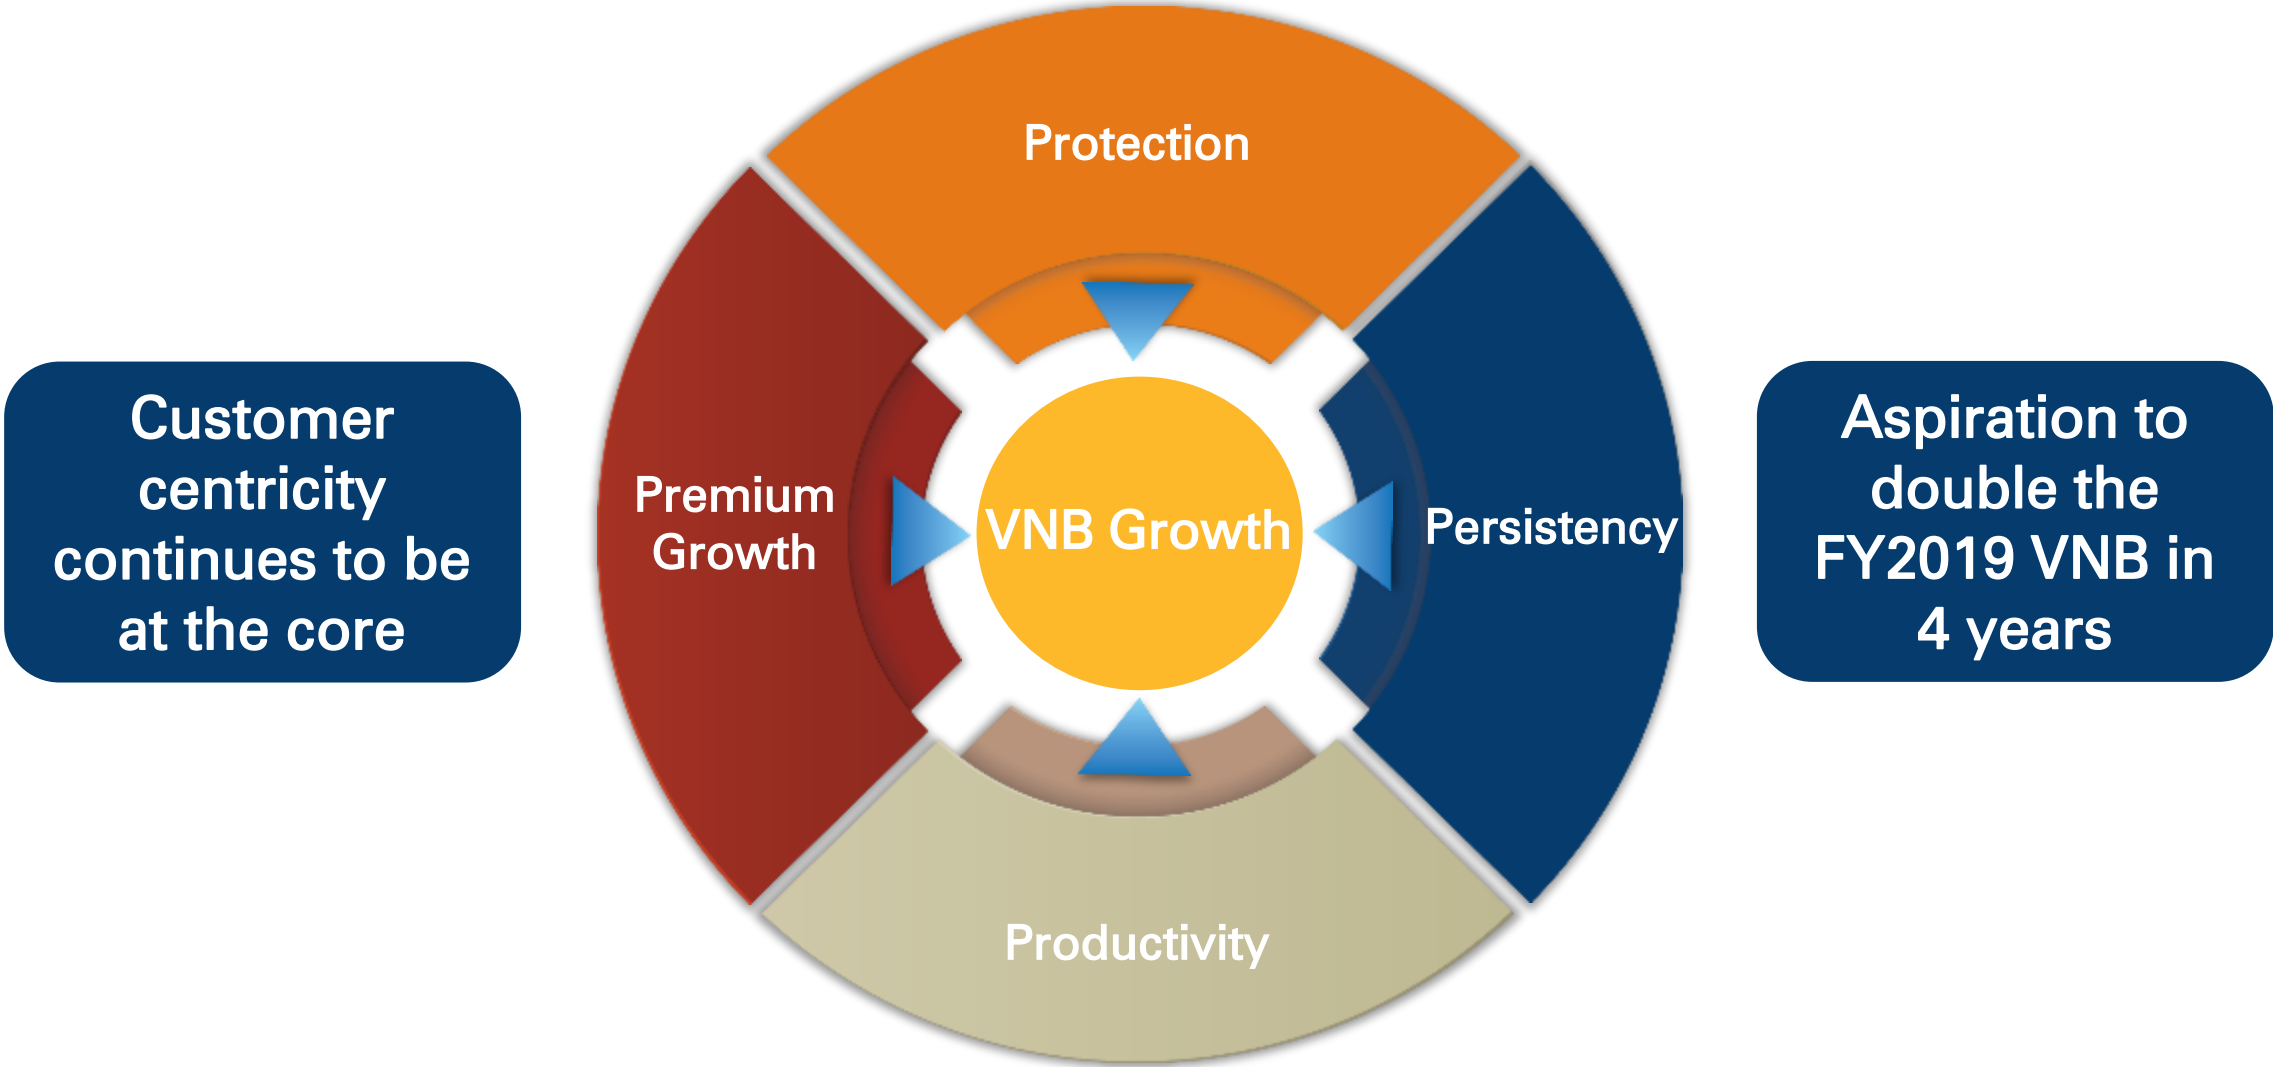 Protection
Customer
centricity
continues to be
at the core
Premium
Growth
VNB Growth
Persistency
Aspiration to
double the
FY2019 VNB in
4 years
Productivity